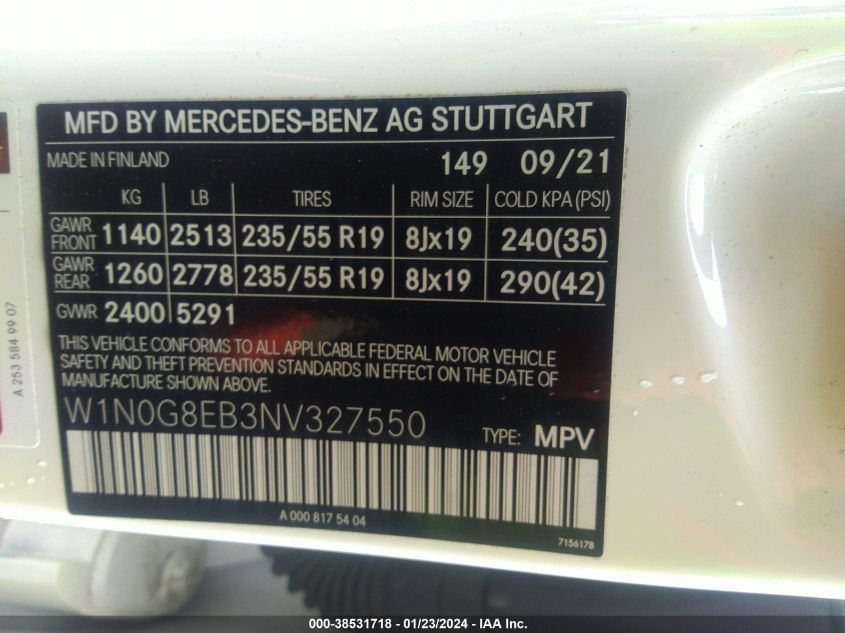 MFD BY MERCEDES-BENZ AG STUTTGART
MADE IN FINLAND 149 09/21
KG LB TIRES RIM SIZE COLD KPA (PSI)
GAWR FRONT 1140 2513 235/55 R19 8Jx19 240(35)
GAWR REAR 1260 2778 235/55 R19 8Jx19 290(42)
GVWR 2400 5291
THIS VEHICLE CONFORMS TO ALL APPLICABLE FEDERAL MOTOR VEHICLE
SAFETY AND THEFT PREVENTION STANDARDS IN EFFECT ON THE DATE OF
MANUFACTURE SHOWN ABOVE.
W1N0G8EB3NV327550 TYPE: MPV
A 000 817 54 04
7156178
A 253 584 99 07
000-38531718 - 01/23/2024 - IAA Inc.